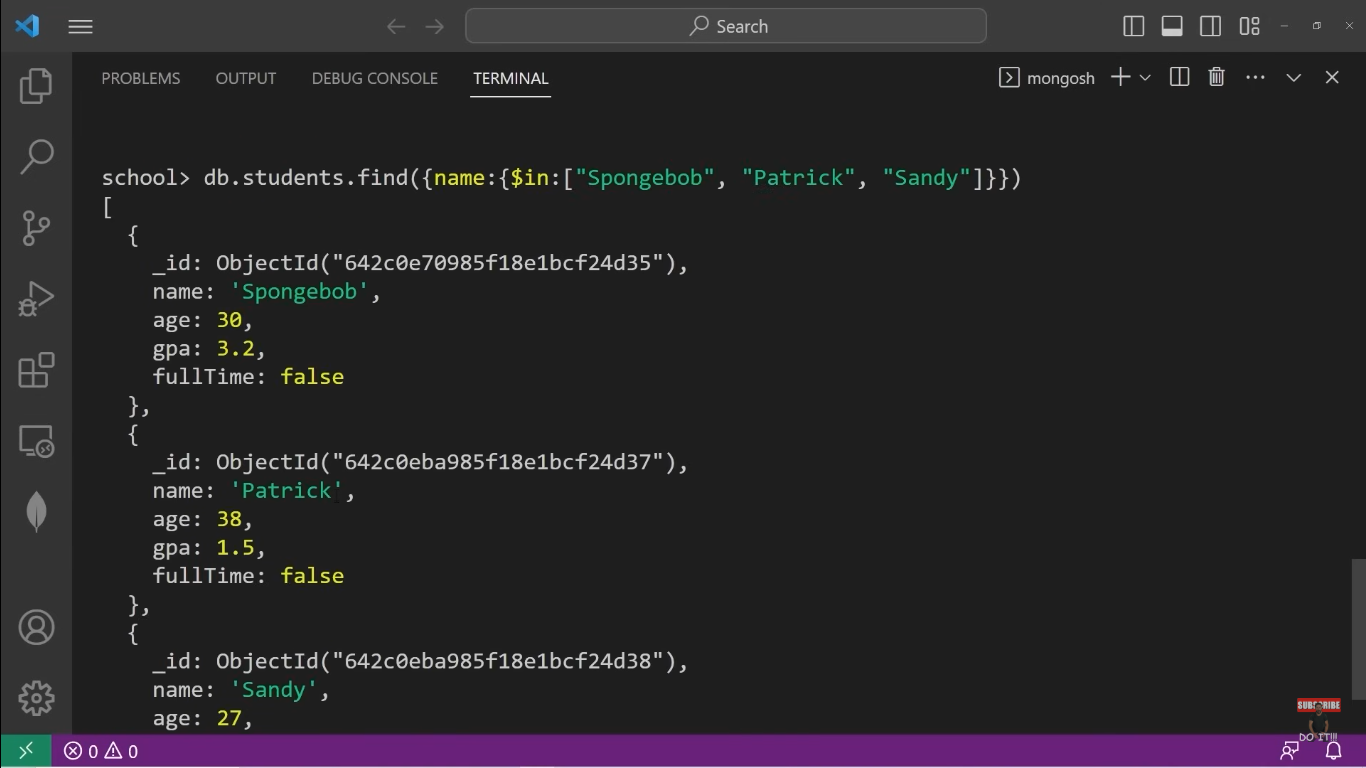 Search
PROBLEMS OUTPUT DEBUG CONSOLE TERMINAL mongosh
school> db.students.find({name:{$in:["Spongebob", "Patrick", "Sandy"]}})
[
{
_id: ObjectId("642c0e70985f18e1bcf24d35"),
name: 'Spongebob',
age: 30,
gpa: 3.2,
fullTime: false
},
{
_id: ObjectId("642c0eba985f18e1bcf24d37"),
name: 'Patrick',
age: 38,
gpa: 1.5,
fullTime: false
},
{
_id: ObjectId("642c0eba985f18e1bcf24d38"),
name: 'Sandy',
age: 27,
SUBSCRIBE
DO IT!!!
0 0